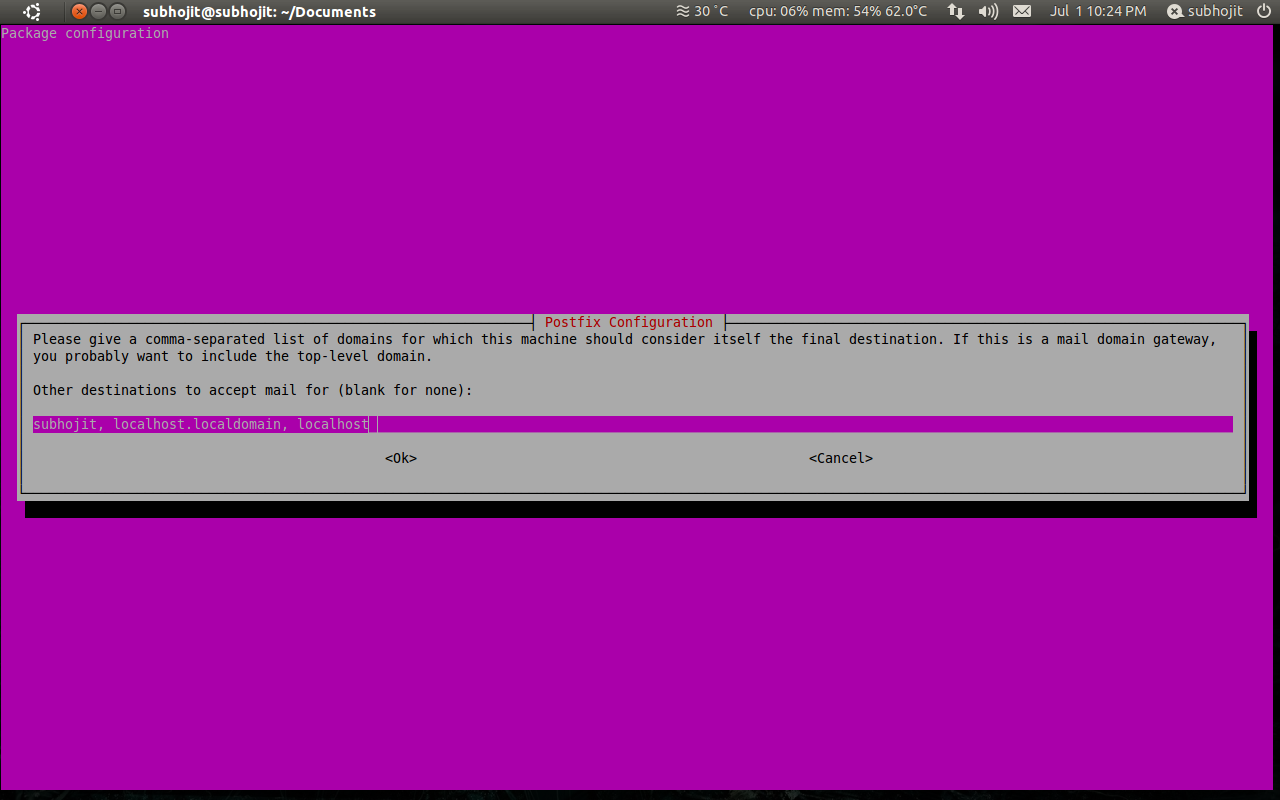 subhojit@subhojit: ~/Documents 30 °C cpu: 06% mem: 54% 62.0°C Jul 1 10:24 PM subhojit
Package configuration
Postfix Configuration
Please give a comma-separated list of domains for which this machine should consider itself the final destination. If this is a mail domain gateway,
you probably want to include the top-level domain.
Other destinations to accept mail for (blank for none):
subhojit, localhost.localdomain, localhost
<Ok> <Cancel>